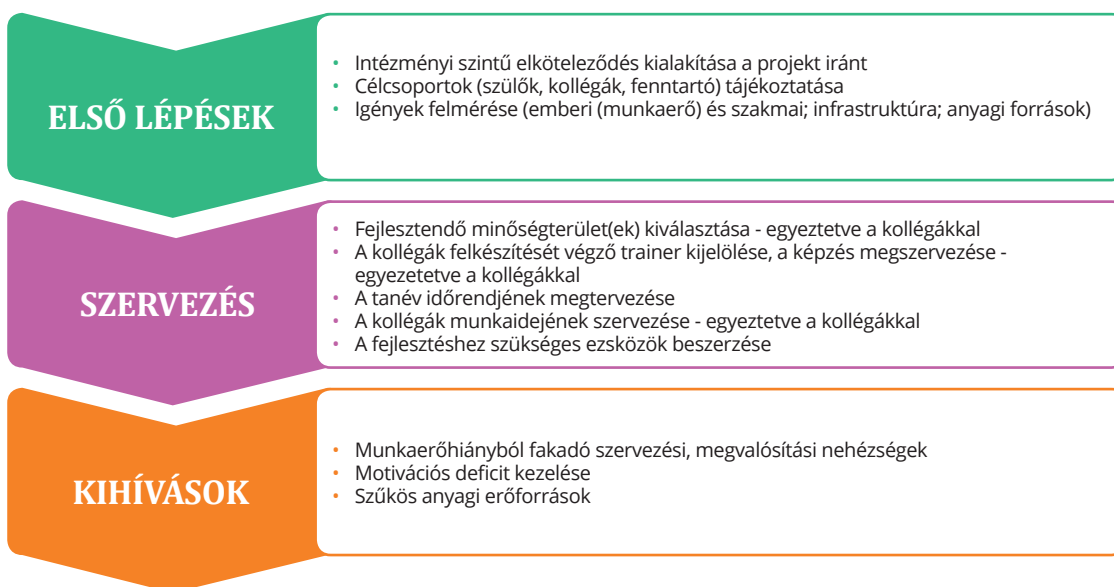 ELSŐ LÉPÉSEK
• Intézményi szintű elköteleződés kialakítása a projekt iránt
• Célcsoportok (szülők, kollégák, fenntartó) tájékoztatása
• Igények felmérése (emberi (munkaerő) és szakmai; infrastruktúra; anyagi források)
SZERVEZÉS
• Fejlesztendő minőségterület(ek) kiválasztása - egyeztetve a kollégákkal
• A kollégák felkészítését végző trainer kijelölése, a képzés megszervezése -
egyezetetve a kollégákkal
• A tanév időrendjének megtervezése
• A kollégák munkaidejének szervezése - egyeztetve a kollégákkal
• A fejlesztéshez szükséges ezsközök beszerzése
KIHÍVÁSOK
• Munkaerőhiányból fakadó szervezési, megvalósítási nehézségek
• Motivációs deficit kezelése
• Szűkös anyagi erőforrások